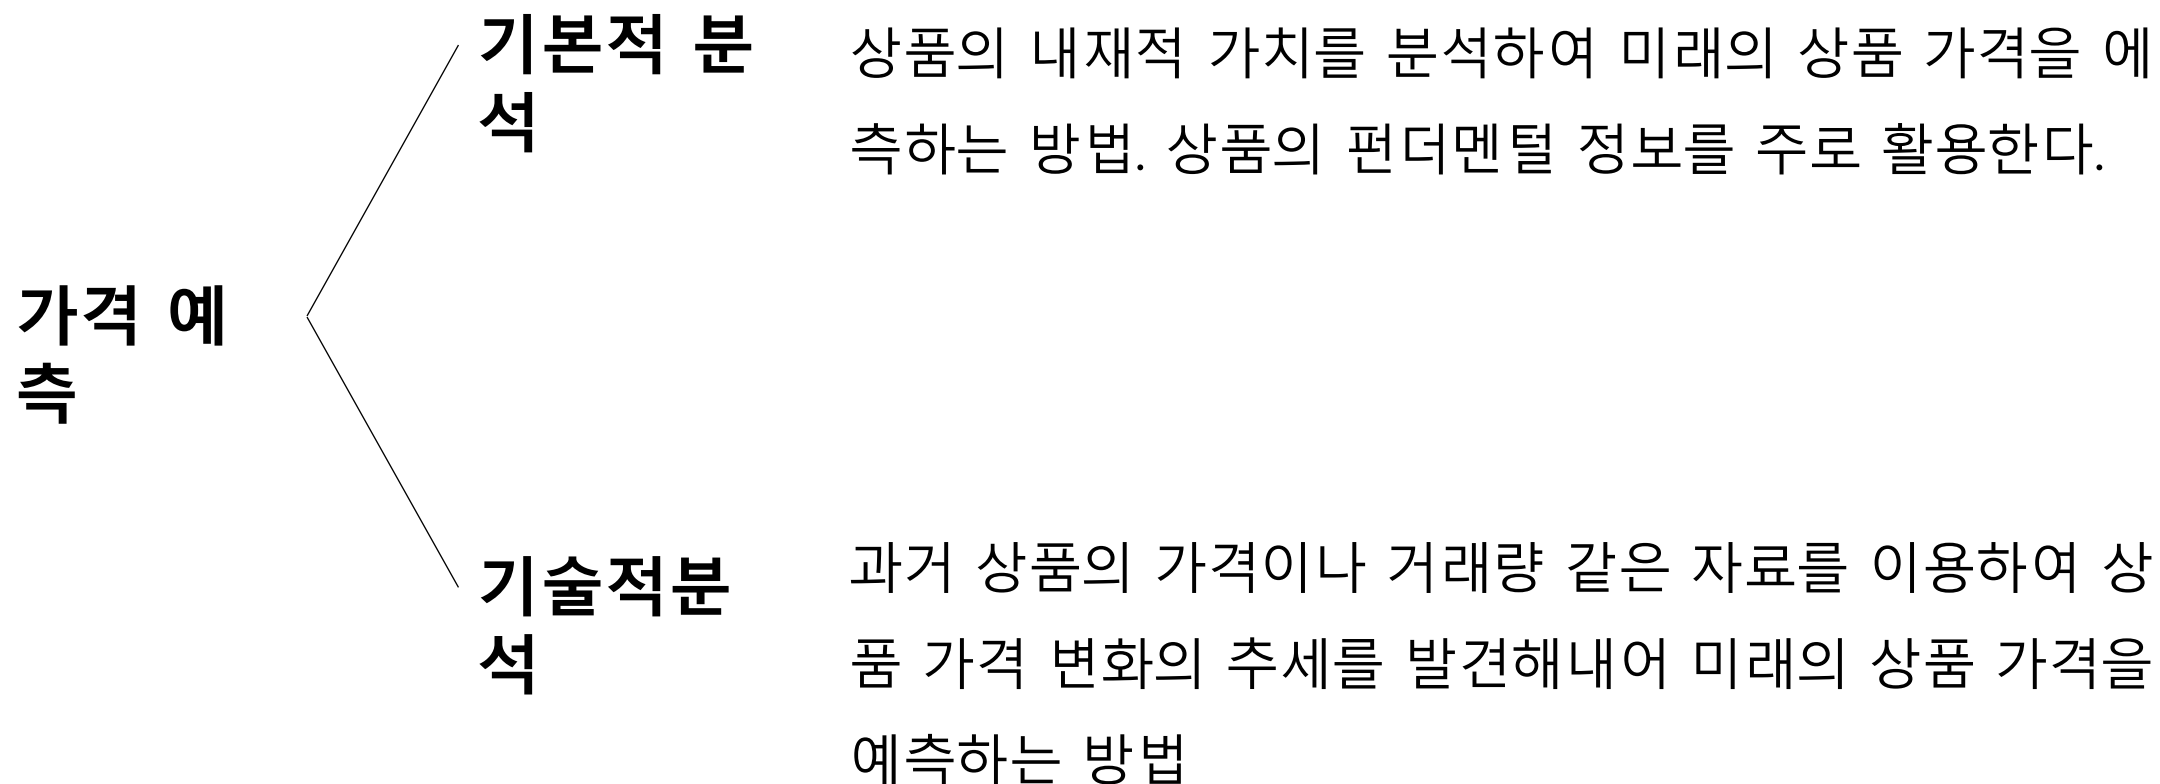 기본적 분
석
상품의 내재적 가치를 분석하여 미래의 상품 가격을 에
측하는 방법. 상품의 펀더멘털 정보를 주로 활용한다.
가격 예
측
기술적분
석
과거 상품의 가격이나 거래량 같은 자료를 이용하여 상
품 가격 변화의 추세를 발견해내어 미래의 상품 가격을
예측하는 방법